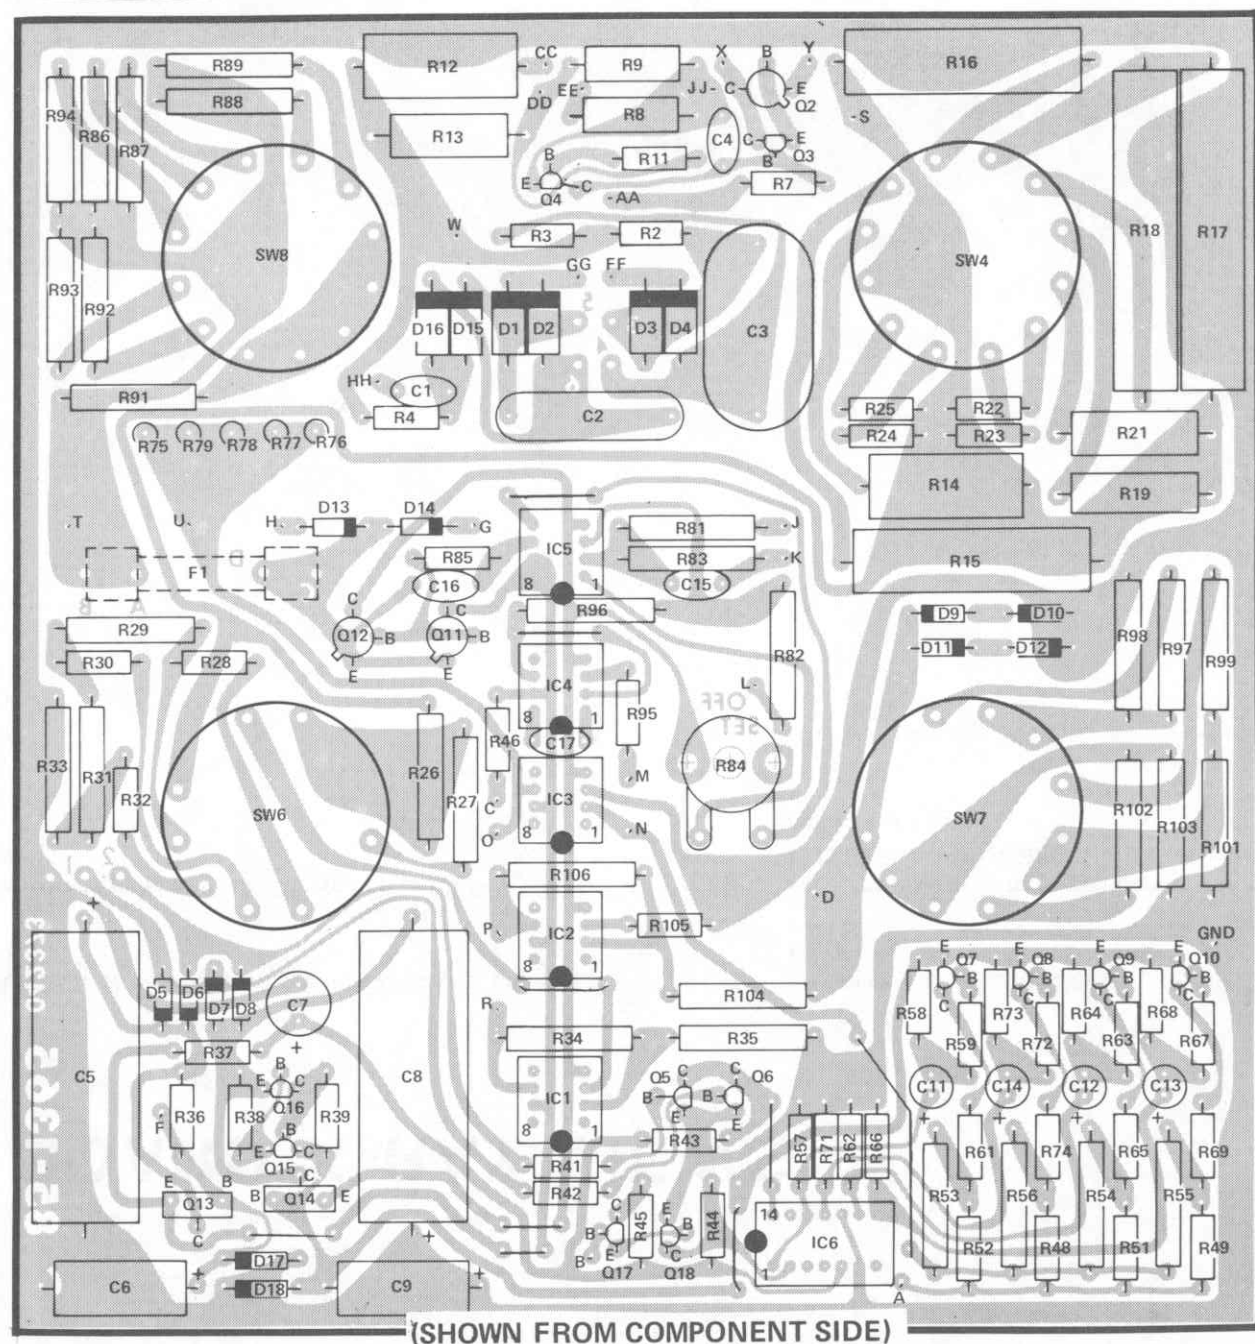 R89
R88
R94
R86
R87
R12
R13
CC
DD
EE
R9
R8
X
B
Y
JJ
C
E
Q2
R16
S
C4
C
E
B
Q3
R11
R7
B
E
C
Q4
AA
R18
R17
R93
R92
SW8
W
R3
R2
GG
FF
SW4
D16
D15
D1
D2
D3
D4
C3
R91
HH
C1
R4
C2
R25
R22
R24
R23
R21
R75
R79
R78
R77
R76
R14
R19
T
U
H
D13
D14
G
IC5
8
1
R81
J
R83
K
R15
F1
R85
C16
C15
R96
R29
R30
R28
C
Q12
B
E
C
Q11
B
E
R82
D9
D10
D11
D12
R98
R97
R99
IC4
8
1
R95
L
OFF
SET
C17
R46
R84
R33
R31
R32
SW6
R26
R27
C
O
IC3
8
1
M
N
SW7
R102
R103
R101
R106
D
+
P
IC2
8
1
R105
GND
D5
D6
D7
D8
C7
+
R
R104
R34
R35
R37
C5
C8
E
Q7
B
C
E
Q8
B
C
E
Q9
B
C
E
Q10
B
C
R58
R59
R73
R72
R64
R63
R68
R67
C11
C14
C12
C13
+
+
+
+
R36
F
R38
R39
B
E
C
Q16
B
E
C
Q15
IC1
8
1
Q5
C
B
E
C
Q6
B
E
R43
R57
R71
R62
R66
R61
R74
R65
R69
R53
R56
R54
R55
R41
R42
E
B
Q13
C
C
B
Q14
E
C
B
E
Q17
B
R45
E
B
C
Q18
R44
14
IC6
1
R52
R48
R51
R49
A
+
D17
D18
C6
+
C9
+
(SHOWN FROM COMPONENT SIDE)